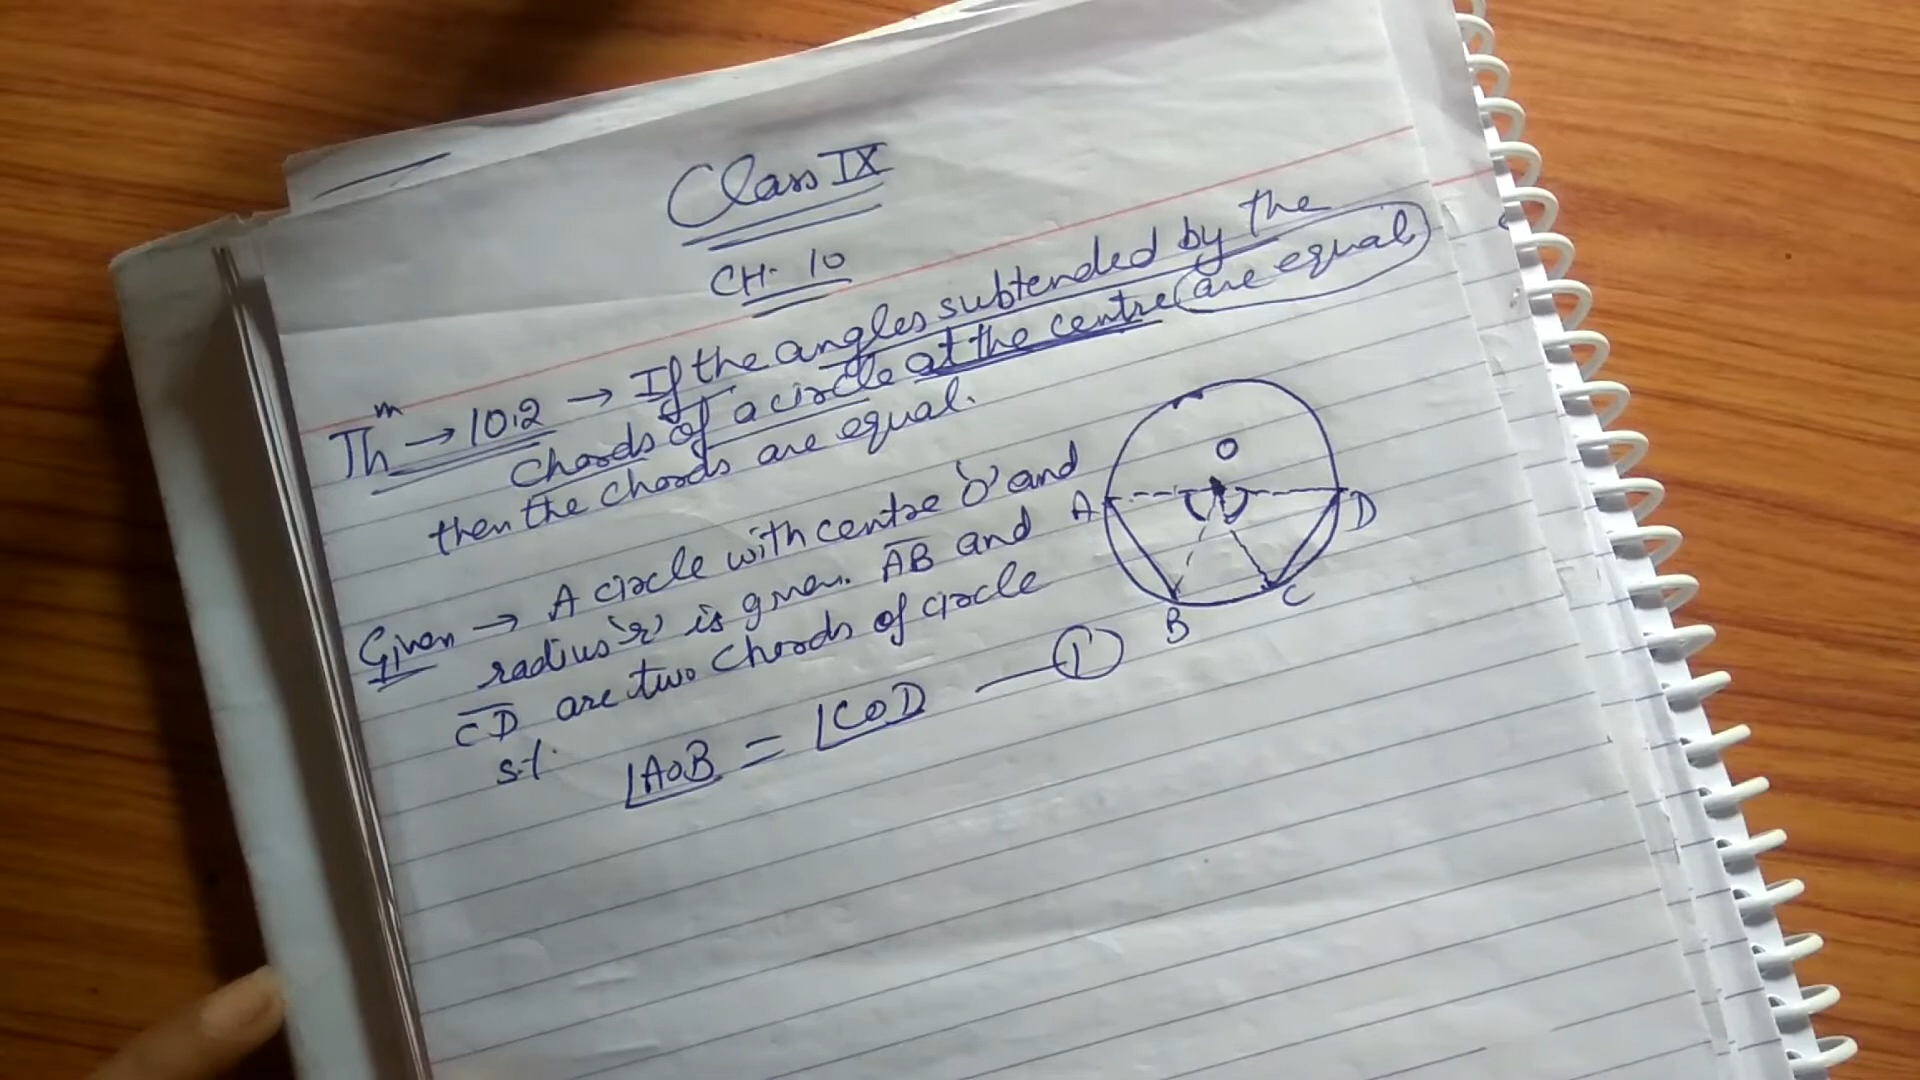 Class IX
CH. 10
Thm → 10.2 → If the angles subtended by the
Chords of a circle at the centre are equal
then the chords are equal.
Given → A circle with centre 'O' and
radius 'r' is given. AB and
CD are two Chords of circle
s.t.
∠AOB = ∠COD — ①
O
A
D
B
C